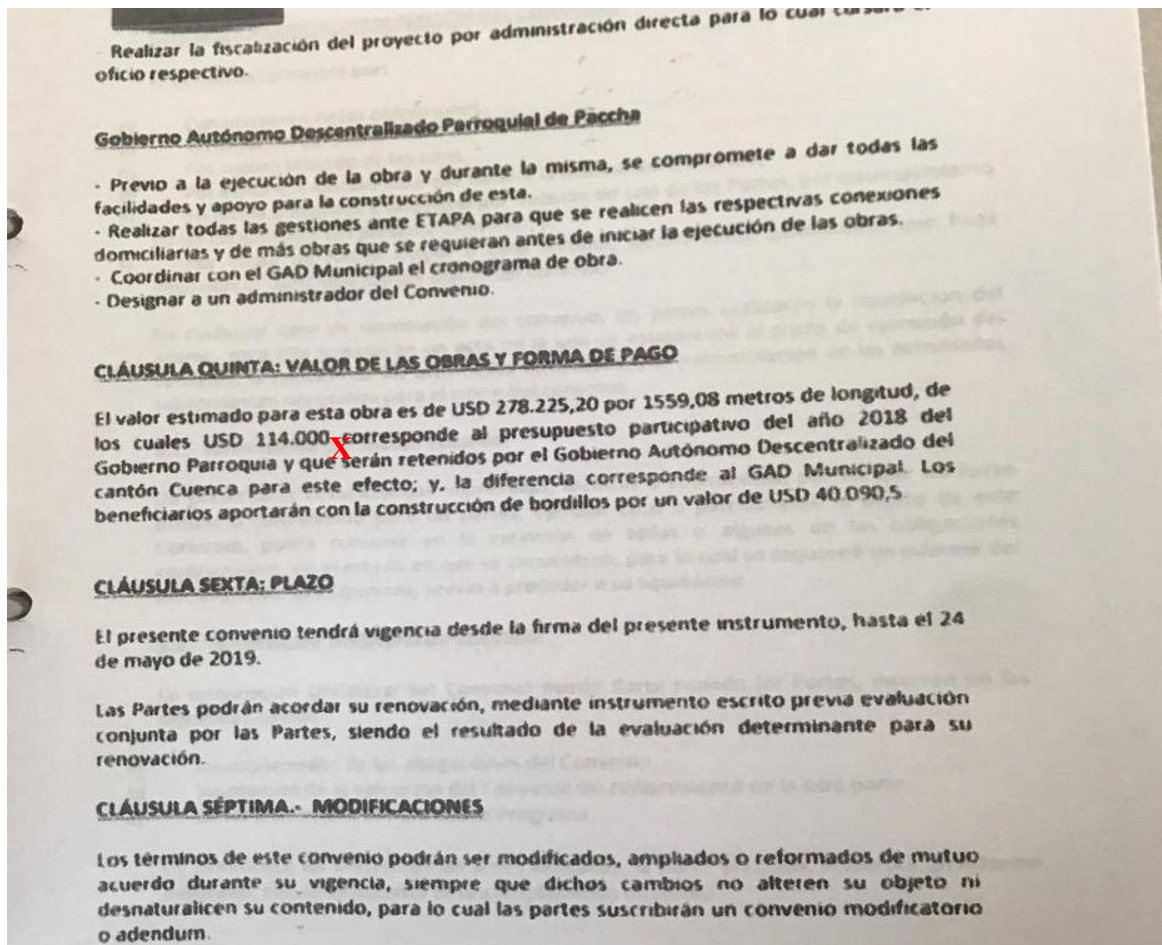 · Realizar la fiscalización del proyecto por administración directa para lo cual cursará
oficio respectivo.
Gobierno Autónomo Descentralizado Parroquial de Paccha
· Previo a la ejecución de la obra y durante la misma, se compromete a dar todas las
facilidades y apoyo para la construcción de esta.
· Realizar todas las gestiones ante ETAPA para que se realicen las respectivas conexiones
domiciliarias y de más obras que se requieran antes de iniciar la ejecución de las obras.
· Coordinar con el GAD Municipal el cronograma de obra.
· Designar a un administrador del Convenio.
CLÁUSULA QUINTA: VALOR DE LAS OBRAS Y FORMA DE PAGO
El valor estimado para esta obra es de USD 278.225,20 por 1559,08 metros de longitud, de
los cuales USD 114.000 corresponde al presupuesto participativo del año 2018 del
X
Gobierno Parroquia y que serán retenidos por el Gobierno Autónomo Descentralizado del
cantón Cuenca para este efecto; y, la diferencia corresponde al GAD Municipal. Los
beneficiarios aportarán con la construcción de bordillos por un valor de USD 40.090,5
CLÁUSULA SEXTA: PLAZO
El presente convenio tendrá vigencia desde la firma del presente instrumento, hasta el 24
de mayo de 2019.
Las Partes podrán acordar su renovación, mediante instrumento escrito previa evaluación
conjunta por las Partes, siendo el resultado de la evaluación determinante para su
renovación.
CLÁUSULA SÉPTIMA.- MODIFICACIONES
Los términos de este convenio podrán ser modificados, ampliados o reformados de mutuo
acuerdo durante su vigencia, siempre que dichos cambios no alteren su objeto ni
desnaturalicen su contenido, para lo cual las partes suscribirán un convenio modificatorio
o adendum.